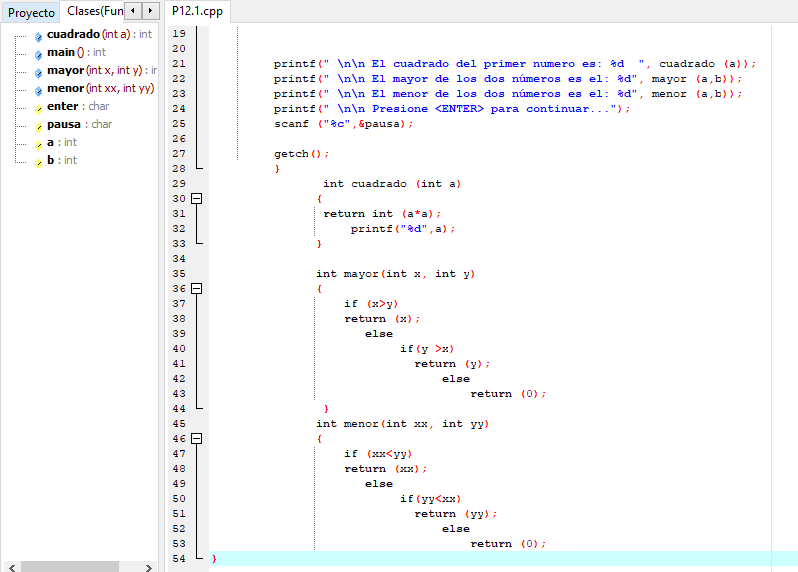 Proyecto Clases(Fun
cuadrado (int a) : int
main () : int
mayor (int x, int y) : ir
menor (int xx, int yy)
enter : char
pausa : char
a : int
b : int
P12.1.cpp
19
20
21 printf(" \n\n El cuadrado del primer numero es: %d  ", cuadrado (a));
22 printf(" \n\n El mayor de los dos números es el: %d", mayor (a,b));
23 printf(" \n\n El menor de los dos números es el: %d", menor (a,b));
24 printf(" \n\n Presione <ENTER> para continuar...");
25 scanf ("%c",&pausa);
26
27 getch();
28 }
29 int cuadrado (int a)
30 {
31 return int (a*a);
32 printf("%d",a);
33 }
34
35 int mayor(int x, int y)
36 {
37 if (x>y)
38 return (x);
39 else
40 if(y >x)
41 return (y);
42 else
43 return (0);
44 }
45 int menor(int xx, int yy)
46 {
47 if (xx<yy)
48 return (xx);
49 else
50 if(yy<xx)
51 return (yy);
52 else
53 return (0);
54 }